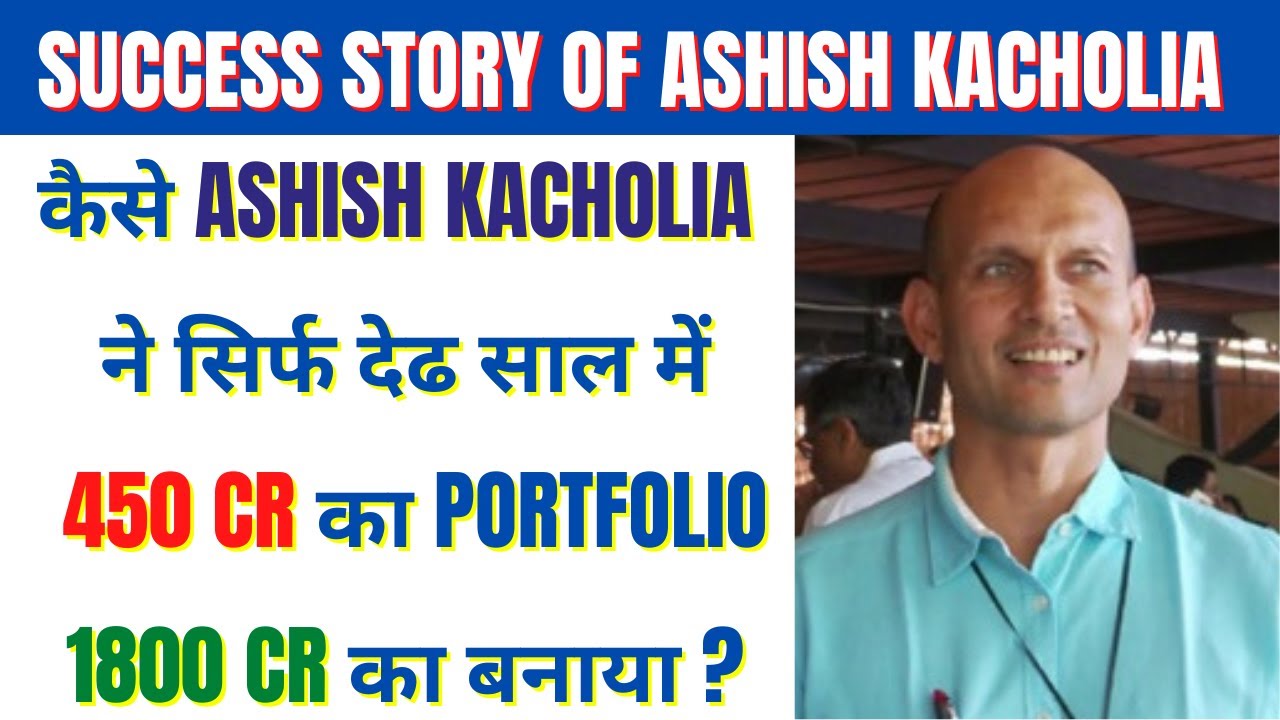 SUCCESS STORY OF ASHISH KACHOLIA
कैसे ASHISH KACHOLIA
ने सिर्फ देढ साल में
450 CR का PORTFOLIO
1800 CR का बनाया ?